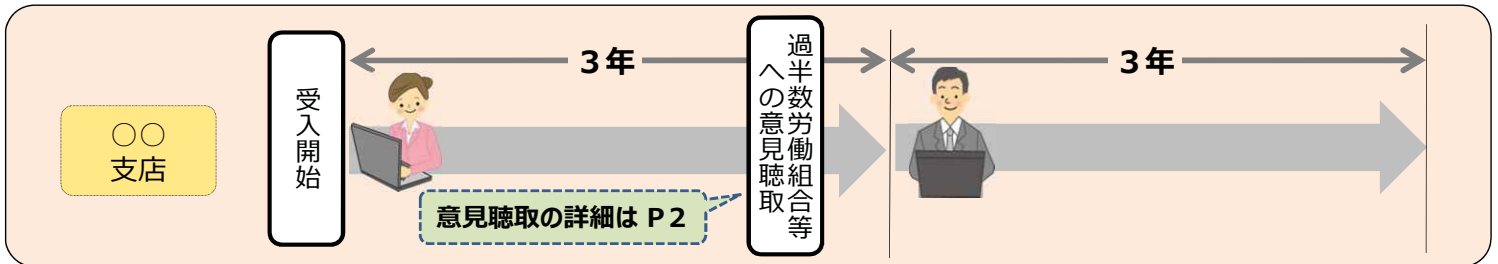 ○○
支店
受入開始
３年
意見聴取の詳細は Ｐ２
過半数労働組合等
への意見聴取
３年